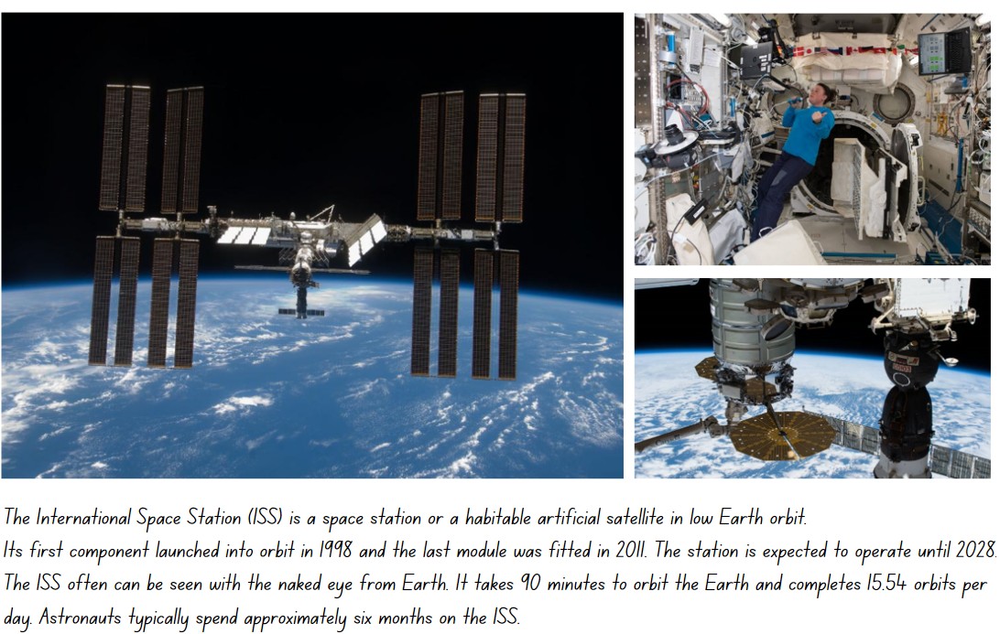 The International Space Station (ISS) is a space station or a habitable artificial satellite in low Earth orbit.
Its first component launched into orbit in 1998 and the last module was fitted in 2011. The station is expected to operate until 2028.
The ISS often can be seen with the naked eye from Earth. It takes 90 minutes to orbit the Earth and completes 15.54 orbits per
day. Astronauts typically spend approximately six months on the ISS.